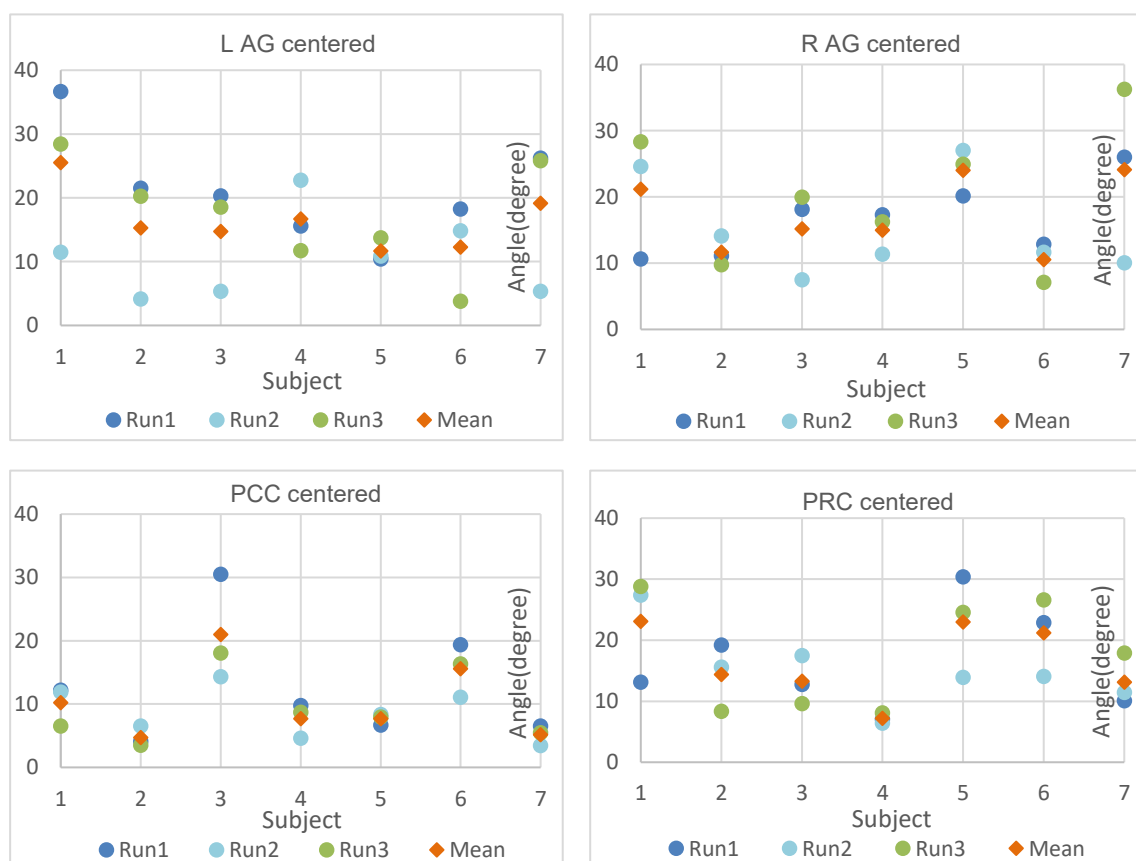 L AG centered
40
30
20
10
0
Angle(degree)
1 2 3 4 5 6 7
Subject
Run1 Run2 Run3 Mean
R AG centered
40
30
20
10
0
Angle(degree)
1 2 3 4 5 6 7
Subject
Run1 Run2 Run3 Mean
PCC centered
40
30
20
10
0
Angle(degree)
1 2 3 4 5 6 7
Subject
Run1 Run2 Run3 Mean
PRC centered
40
30
20
10
0
Angle(degree)
1 2 3 4 5 6 7
Subject
Run1 Run2 Run3 Mean